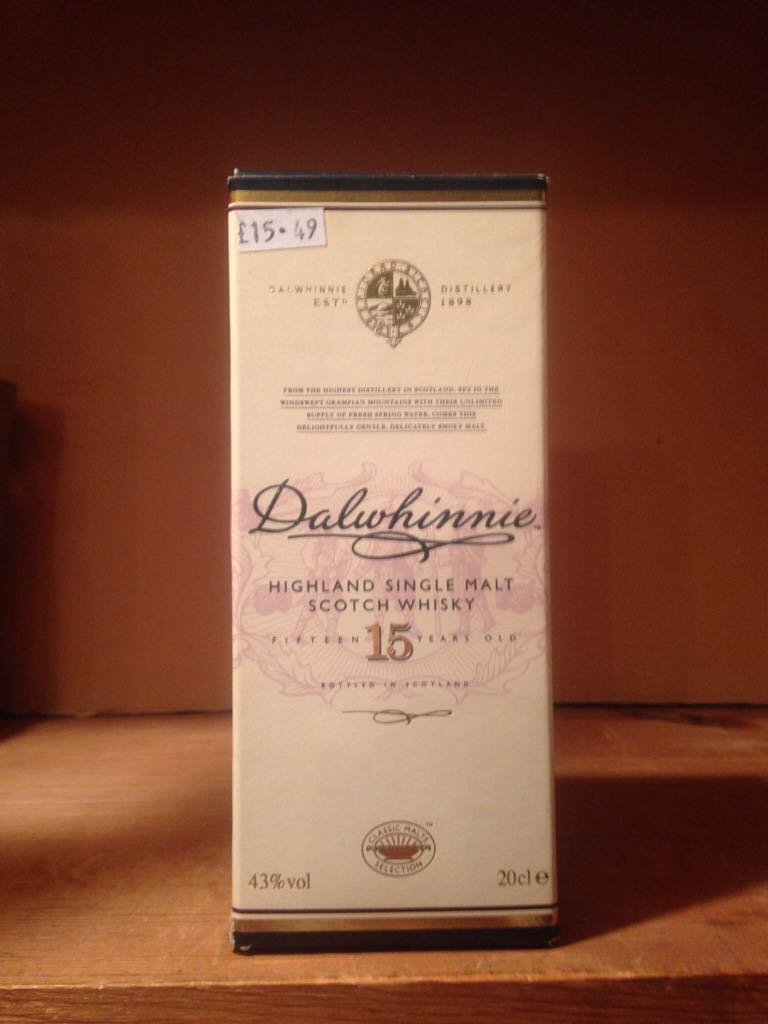 £15.49
DALWHINNIE DISTILLERY
ESTD 1898
FROM THE HIGHEST DISTILLERY IN SCOTLAND, SET IN THE
WINDSWEPT GRAMPIAN MOUNTAINS WITH THEIR UNLIMITED
SUPPLY OF FRESH SPRING WATER, COMES THIS
DELIGHTFULLY GENTLE, DELICATELY SMOKY MALT.
Dalwhinnie™
HIGHLAND SINGLE MALT
SCOTCH WHISKY
FIFTEEN 15 YEARS OLD
BOTTLED IN SCOTLAND
CLASSIC MALTS™
SELECTION
43%vol 20cl e